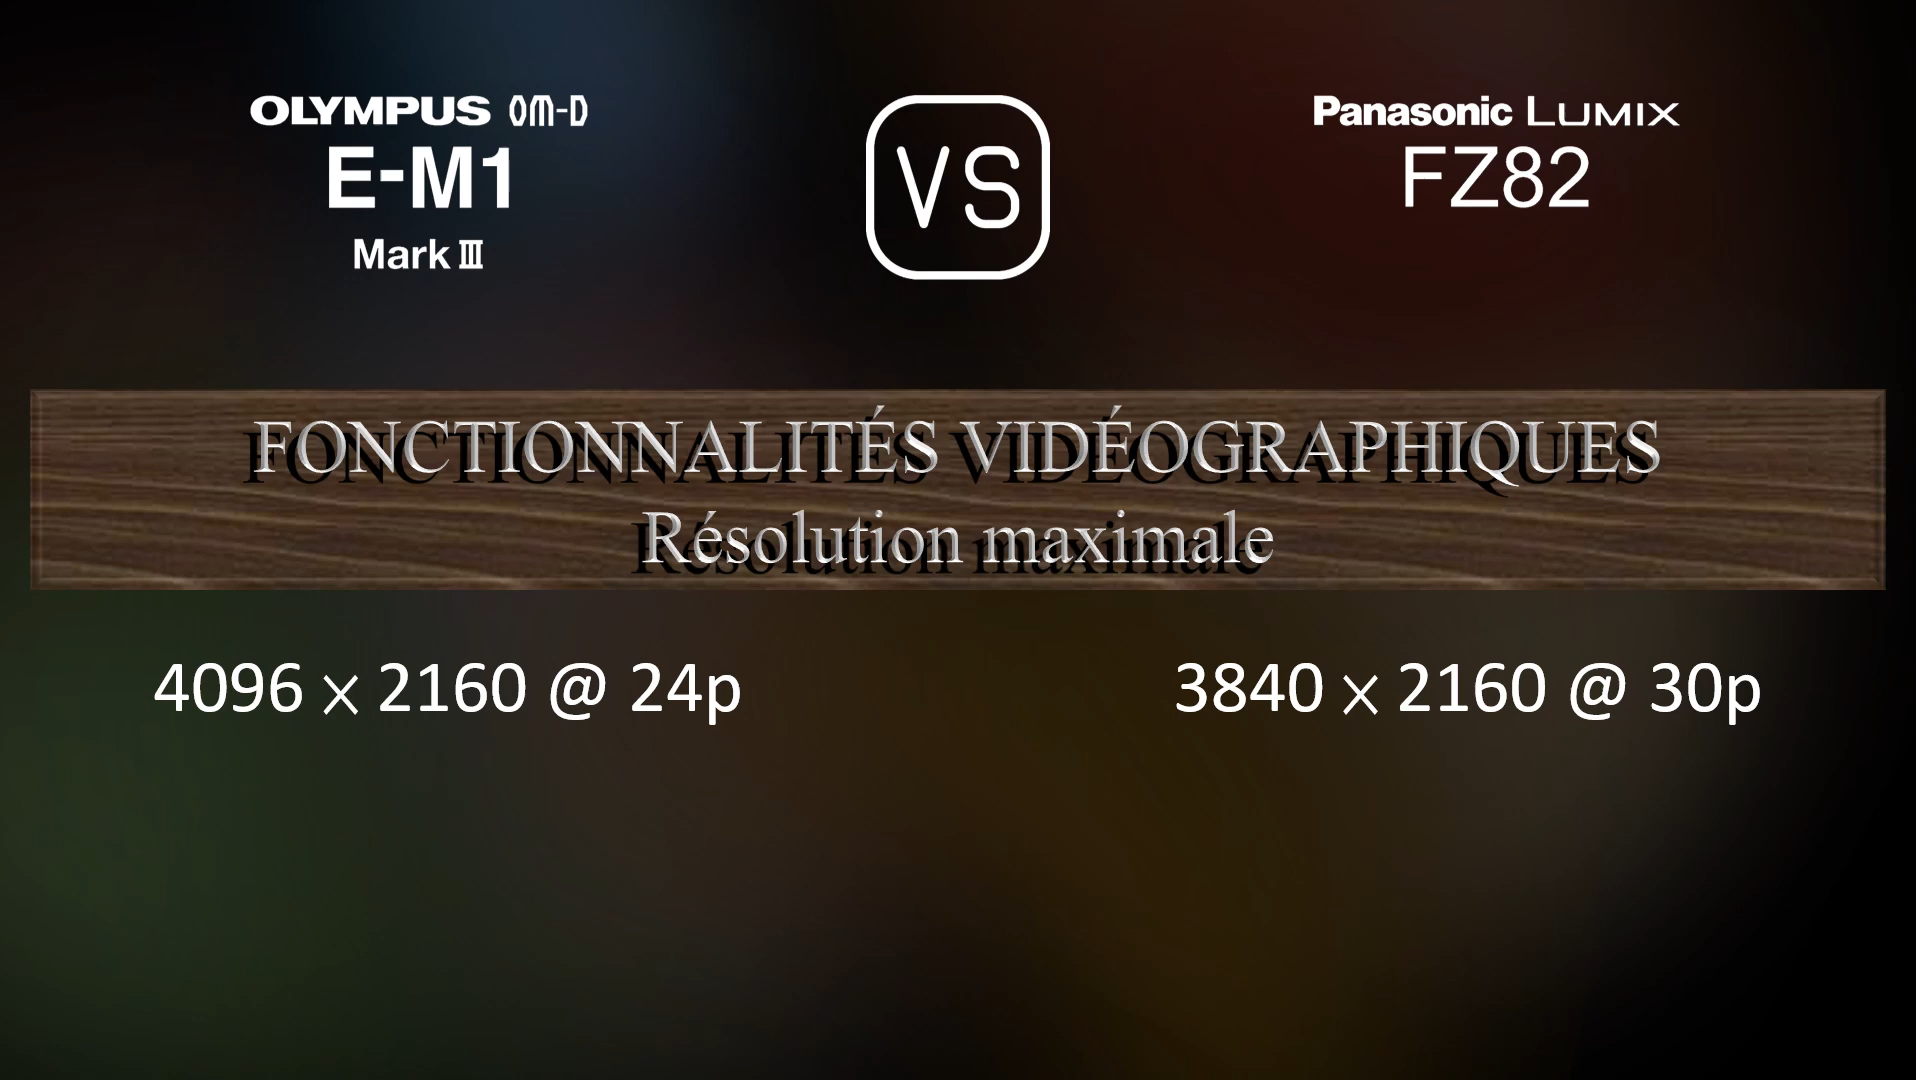 OLYMPUS OM-D
E-M1
Mark III
VS
Panasonic LUMIX
FZ82
FONCTIONNALITÉS VIDÉOGRAPHIQUES
Résolution maximale
4096 x 2160 @ 24p
3840 x 2160 @ 30p